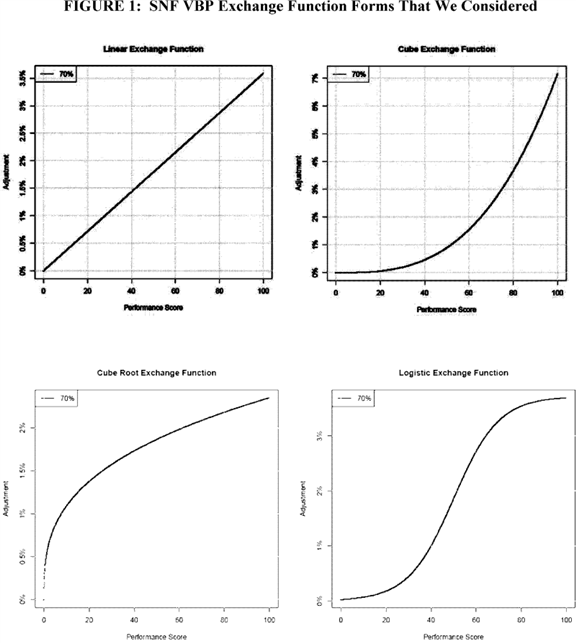 FIGURE 1: SNF VBP Exchange Function Forms That We Considered
Linear Exchange Function
70%
Adjustment
3.5%
3%
2.5%
2%
1.5%
1%
0.5%
0%
0 20 40 60 80 100
Performance Score
Cube Exchange Function
70%
Adjustment
7%
6%
5%
4%
3%
2%
1%
0%
0 20 40 60 80 100
Performance Score
Cube Root Exchange Function
70%
Adjustment
2%
1.5%
1%
0.5%
0%
0 20 40 60 80 100
Performance Score
Logistic Exchange Function
70%
Adjustment
3%
2%
1%
0%
0 20 40 60 80 100
Performance Score